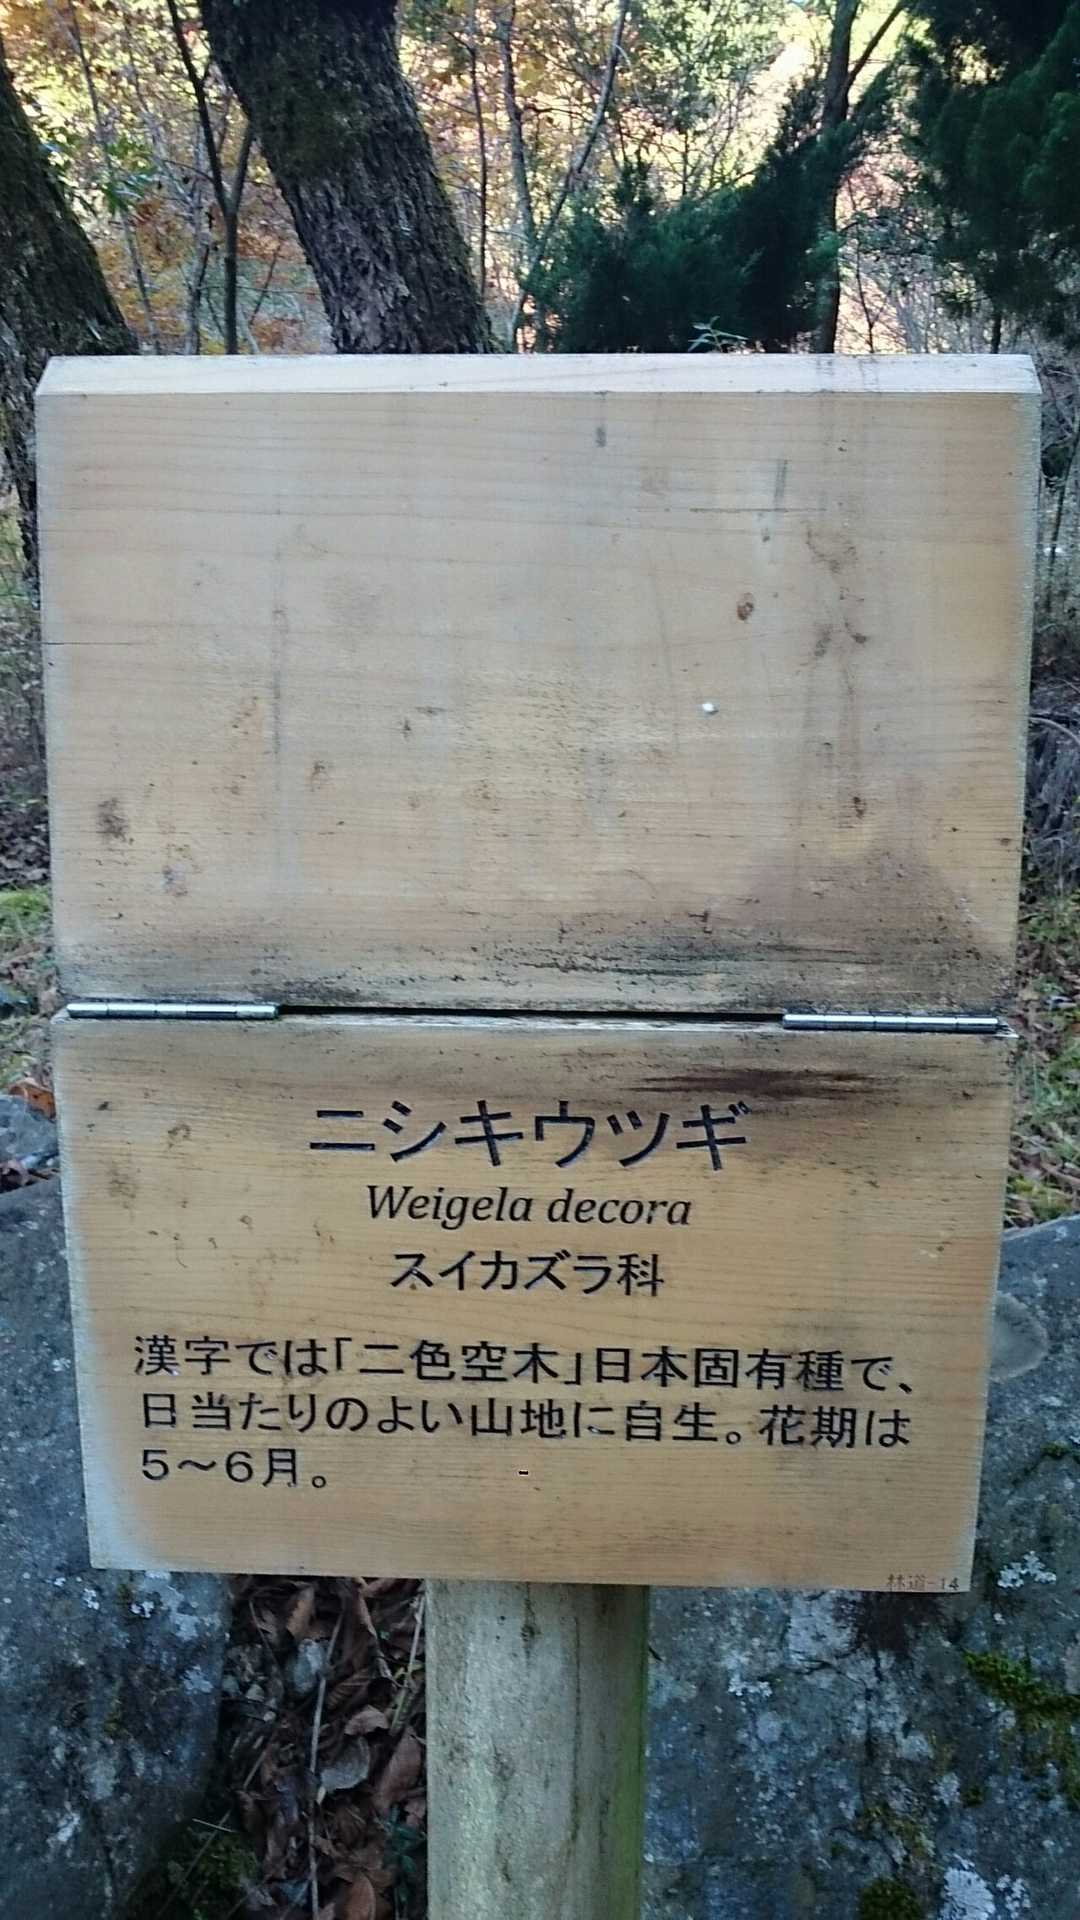 ニシキウツギ
Weigela decora
スイカズラ科
漢字では「二色空木」日本固有種で、
日当たりのよい山地に自生。花期は
５～６月。
林道-14